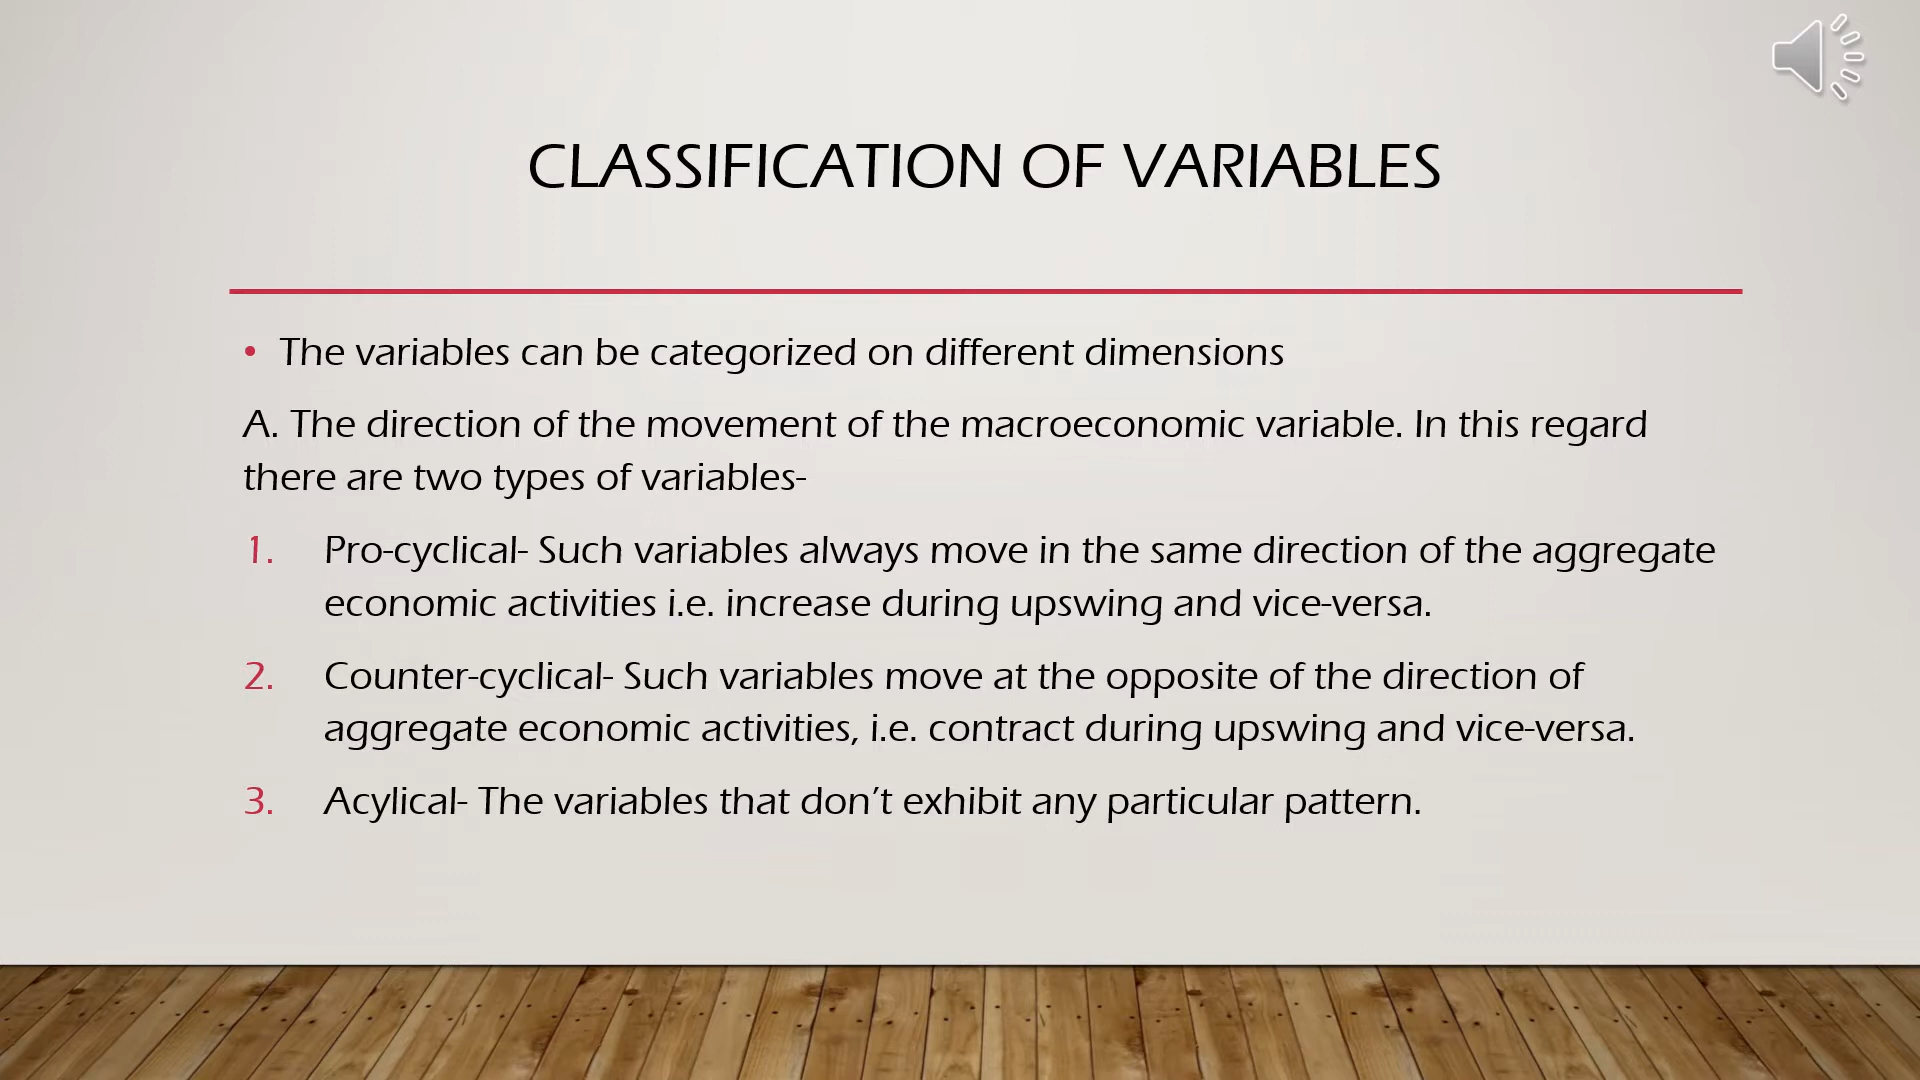 CLASSIFICATION OF VARIABLES
• The variables can be categorized on different dimensions
A. The direction of the movement of the macroeconomic variable. In this regard
there are two types of variables-
1. Pro-cyclical- Such variables always move in the same direction of the aggregate
economic activities i.e. increase during upswing and vice-versa.
2. Counter-cyclical- Such variables move at the opposite of the direction of
aggregate economic activities, i.e. contract during upswing and vice-versa.
3. Acylical- The variables that don’t exhibit any particular pattern.